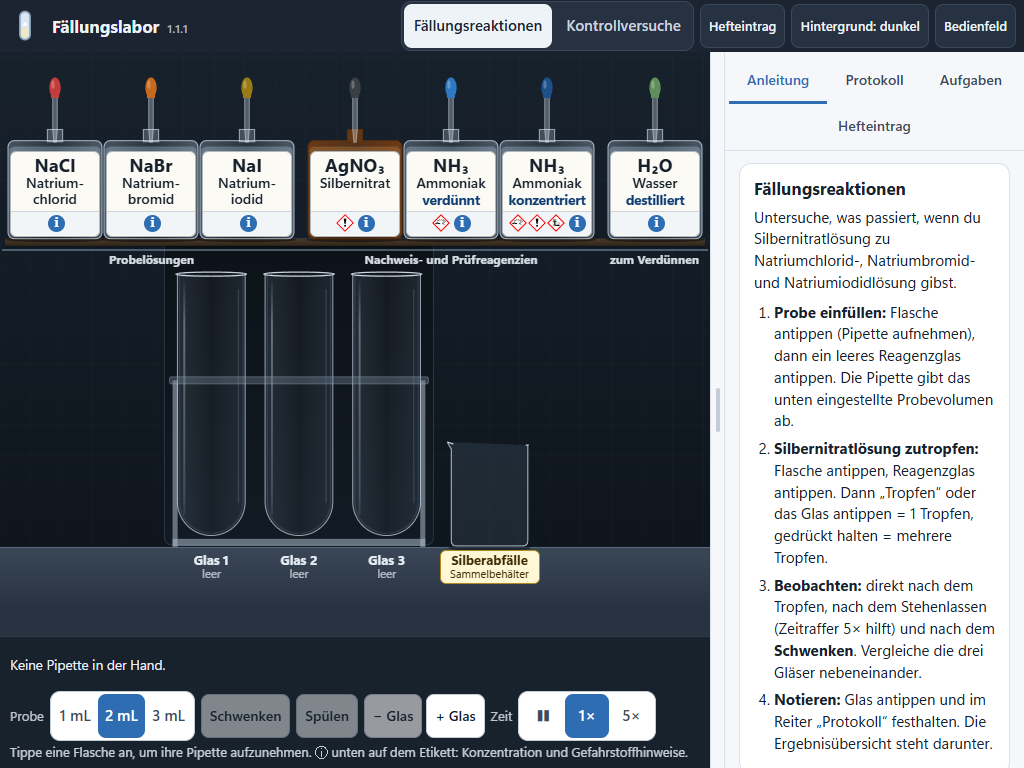 Fällungslabor 1.1.1
Fällungsreaktionen
Kontrollversuche
Hefteintrag
Hintergrund: dunkel
Bedienfeld
NaCl
Natrium-
chlorid
NaBr
Natrium-
bromid
NaI
Natrium-
iodid
AgNO₃
Silbernitrat
NH₃
Ammoniak
verdünnt
NH₃
Ammoniak
konzentriert
H₂O
Wasser
destilliert
Probelösungen
Nachweis- und Prüfreagenzien
zum Verdünnen
Glas 1
leer
Glas 2
leer
Glas 3
leer
Silberabfälle
Sammelbehälter
Keine Pipette in der Hand.
Probe
1 mL
2 mL
3 mL
Schwenken
Spülen
− Glas
+ Glas
Zeit
1×
5×
Tippe eine Flasche an, um ihre Pipette aufzunehmen. ⓘ unten auf dem Etikett: Konzentration und Gefahrstoffhinweise.
Anleitung
Protokoll
Aufgaben
Hefteintrag
Fällungsreaktionen
Untersuche, was passiert, wenn du
Silbernitratlösung zu
Natriumchlorid-, Natriumbromid-
und Natriumiodidlösung gibst.
1. Probe einfüllen: Flasche
antippen (Pipette aufnehmen),
dann ein leeres Reagenzglas
antippen. Die Pipette gibt das
unten eingestellte Probevolumen
ab.
2. Silbernitratlösung zutropfen:
Flasche antippen, Reagenzglas
antippen. Dann „Tropfen“ oder
das Glas antippen = 1 Tropfen,
gedrückt halten = mehrere
Tropfen.
3. Beobachten: direkt nach dem
Tropfen, nach dem Stehenlassen
(Zeitraffer 5× hilft) und nach dem
Schwenken. Vergleiche die drei
Gläser nebeneinander.
4. Notieren: Glas antippen und im
Reiter „Protokoll“ festhalten. Die
Ergebnisübersicht steht darunter.